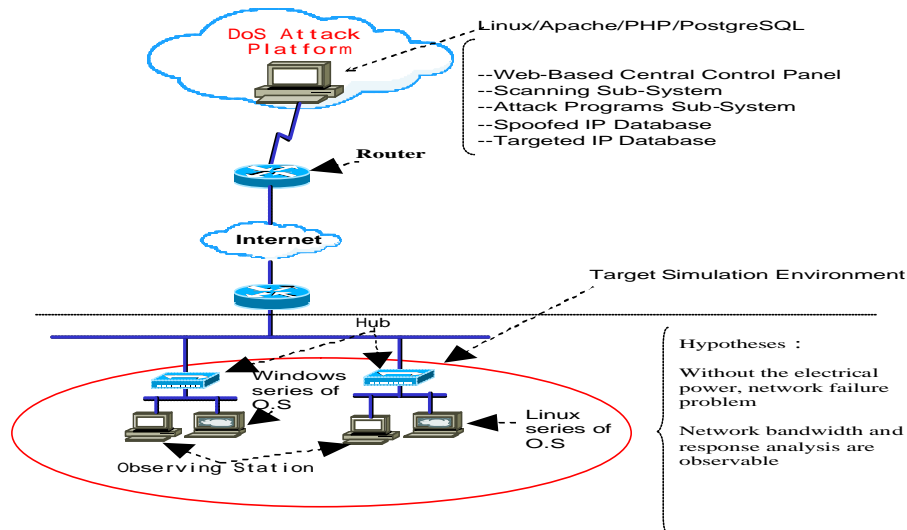 DoS Attack
Platform
Linux/Apache/PHP/PostgreSQL
--Web-Based Central Control Panel
--Scanning Sub-System
--Attack Programs Sub-System
--Spoofed IP Database
--Targeted IP Database
Router
Internet
Target Simulation Environment
Hub
Windows
series of
O.S
Linux
series of
O.S
Observing Station
Hypotheses :
Without the electrical
power, network failure
problem
Network bandwidth and
response analysis are
observable